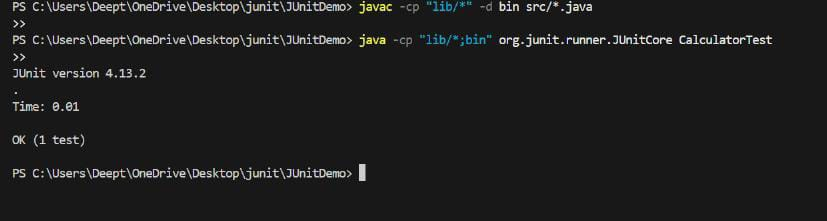 PS C:\Users\Deept\OneDrive\Desktop\junit\JUnitDemo> javac -cp "lib/*" -d bin src/*.java
>>
PS C:\Users\Deept\OneDrive\Desktop\junit\JUnitDemo> java -cp "lib/*;bin" org.junit.runner.JUnitCore CalculatorTest
>>
JUnit version 4.13.2
.
Time: 0.01
OK (1 test)
PS C:\Users\Deept\OneDrive\Desktop\junit\JUnitDemo>